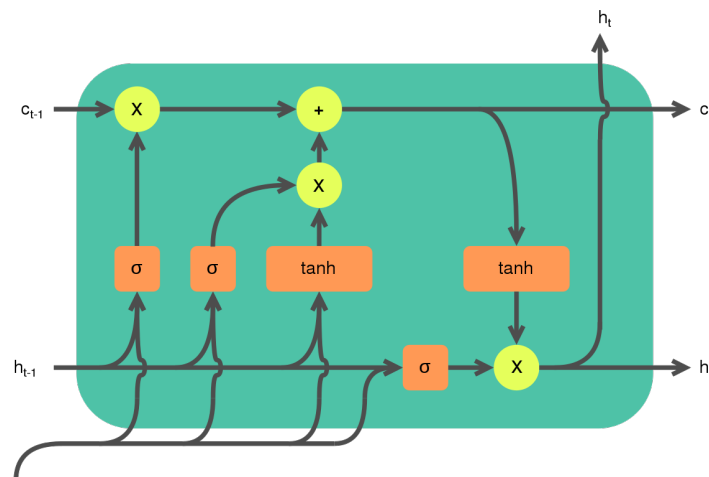 h_t
c_t-1
X
+
c
X
σ
σ
tanh
tanh
h_t-1
σ
X
h